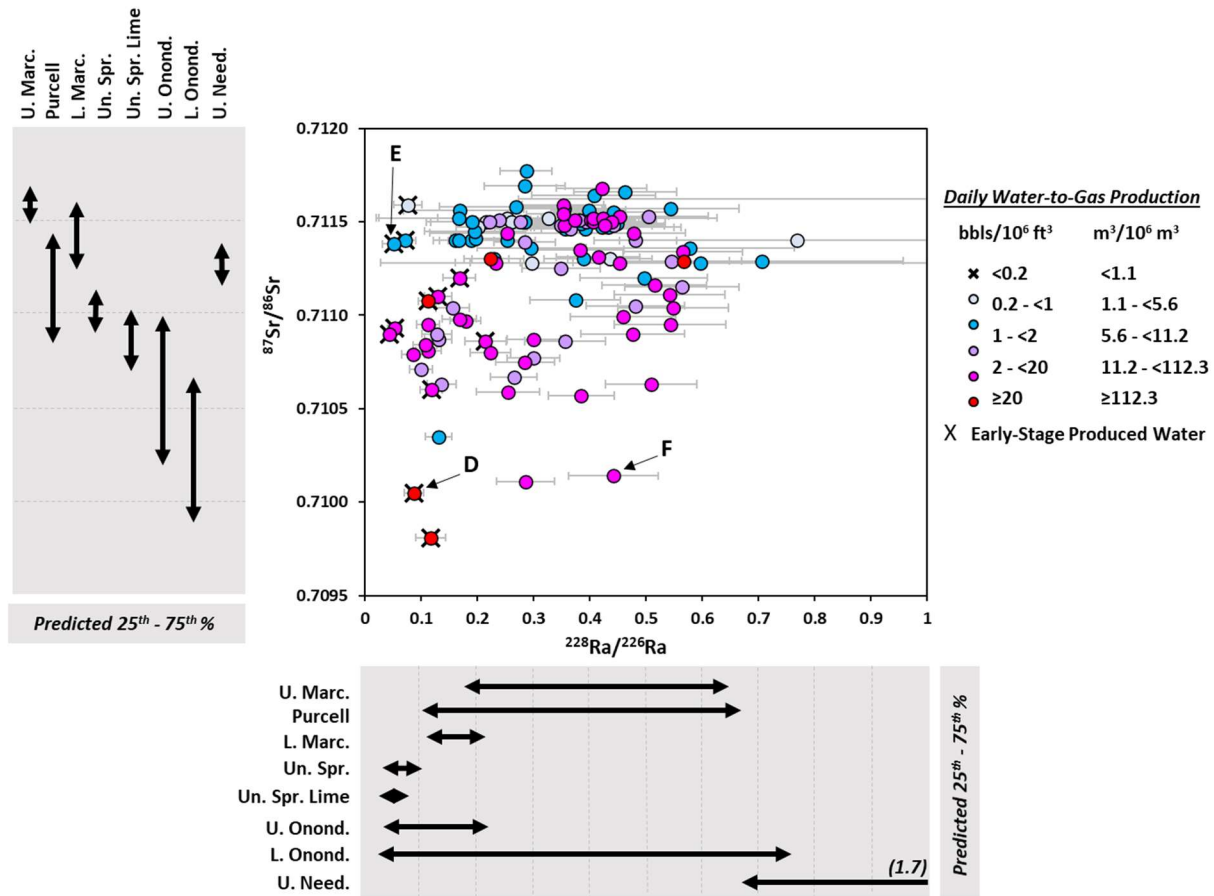 U. Marc.
Purcell
L. Marc.
Un. Spr.
Un. Spr Lime
U. Onond.
L. Onond.
U. Need.
Predicted 25th - 75th %
87Sr/86Sr
0.7120
0.7115
0.7110
0.7105
0.7100
0.7095
E
D
F
0 0.1 0.2 0.3 0.4 0.5 0.6 0.7 0.8 0.9 1
228Ra/226Ra
Daily Water-to-Gas Production
bbls/10⁶ ft³ m³/10⁶ m³
<0.2 <1.1
0.2 - <1 1.1 - <5.6
1 - <2 5.6 - <11.2
2 - <20 11.2 - <112.3
≥20 ≥112.3
X Early-Stage Produced Water
U. Marc.
Purcell
L. Marc.
Un. Spr.
Un. Spr. Lime
U. Onond.
L. Onond.
U. Need.
(1.7)
Predicted 25th - 75th %